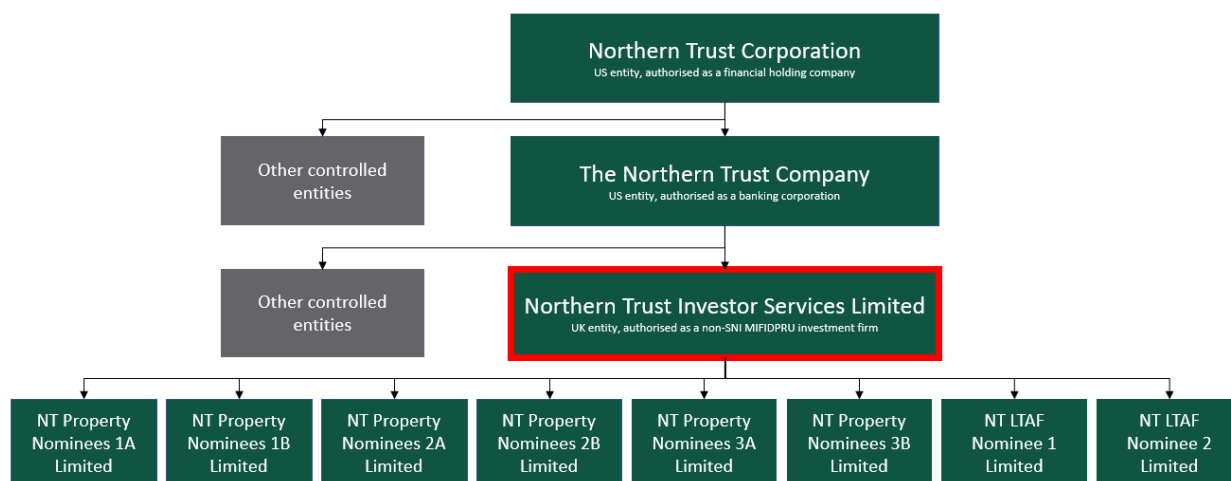 Northern Trust Corporation
US entity, authorised as a financial holding company
Other controlled
entities
The Northern Trust Company
US entity, authorised as a banking corporation
Other controlled
entities
Northern Trust Investor Services Limited
UK entity, authorised as a non-SNI MIFIDPRU investment firm
NT Property
Nominees 1A
Limited
NT Property
Nominees 1B
Limited
NT Property
Nominees 2A
Limited
NT Property
Nominees 2B
Limited
NT Property
Nominees 3A
Limited
NT Property
Nominees 3B
Limited
NT LTAF
Nominee 1
Limited
NT LTAF
Nominee 2
Limited